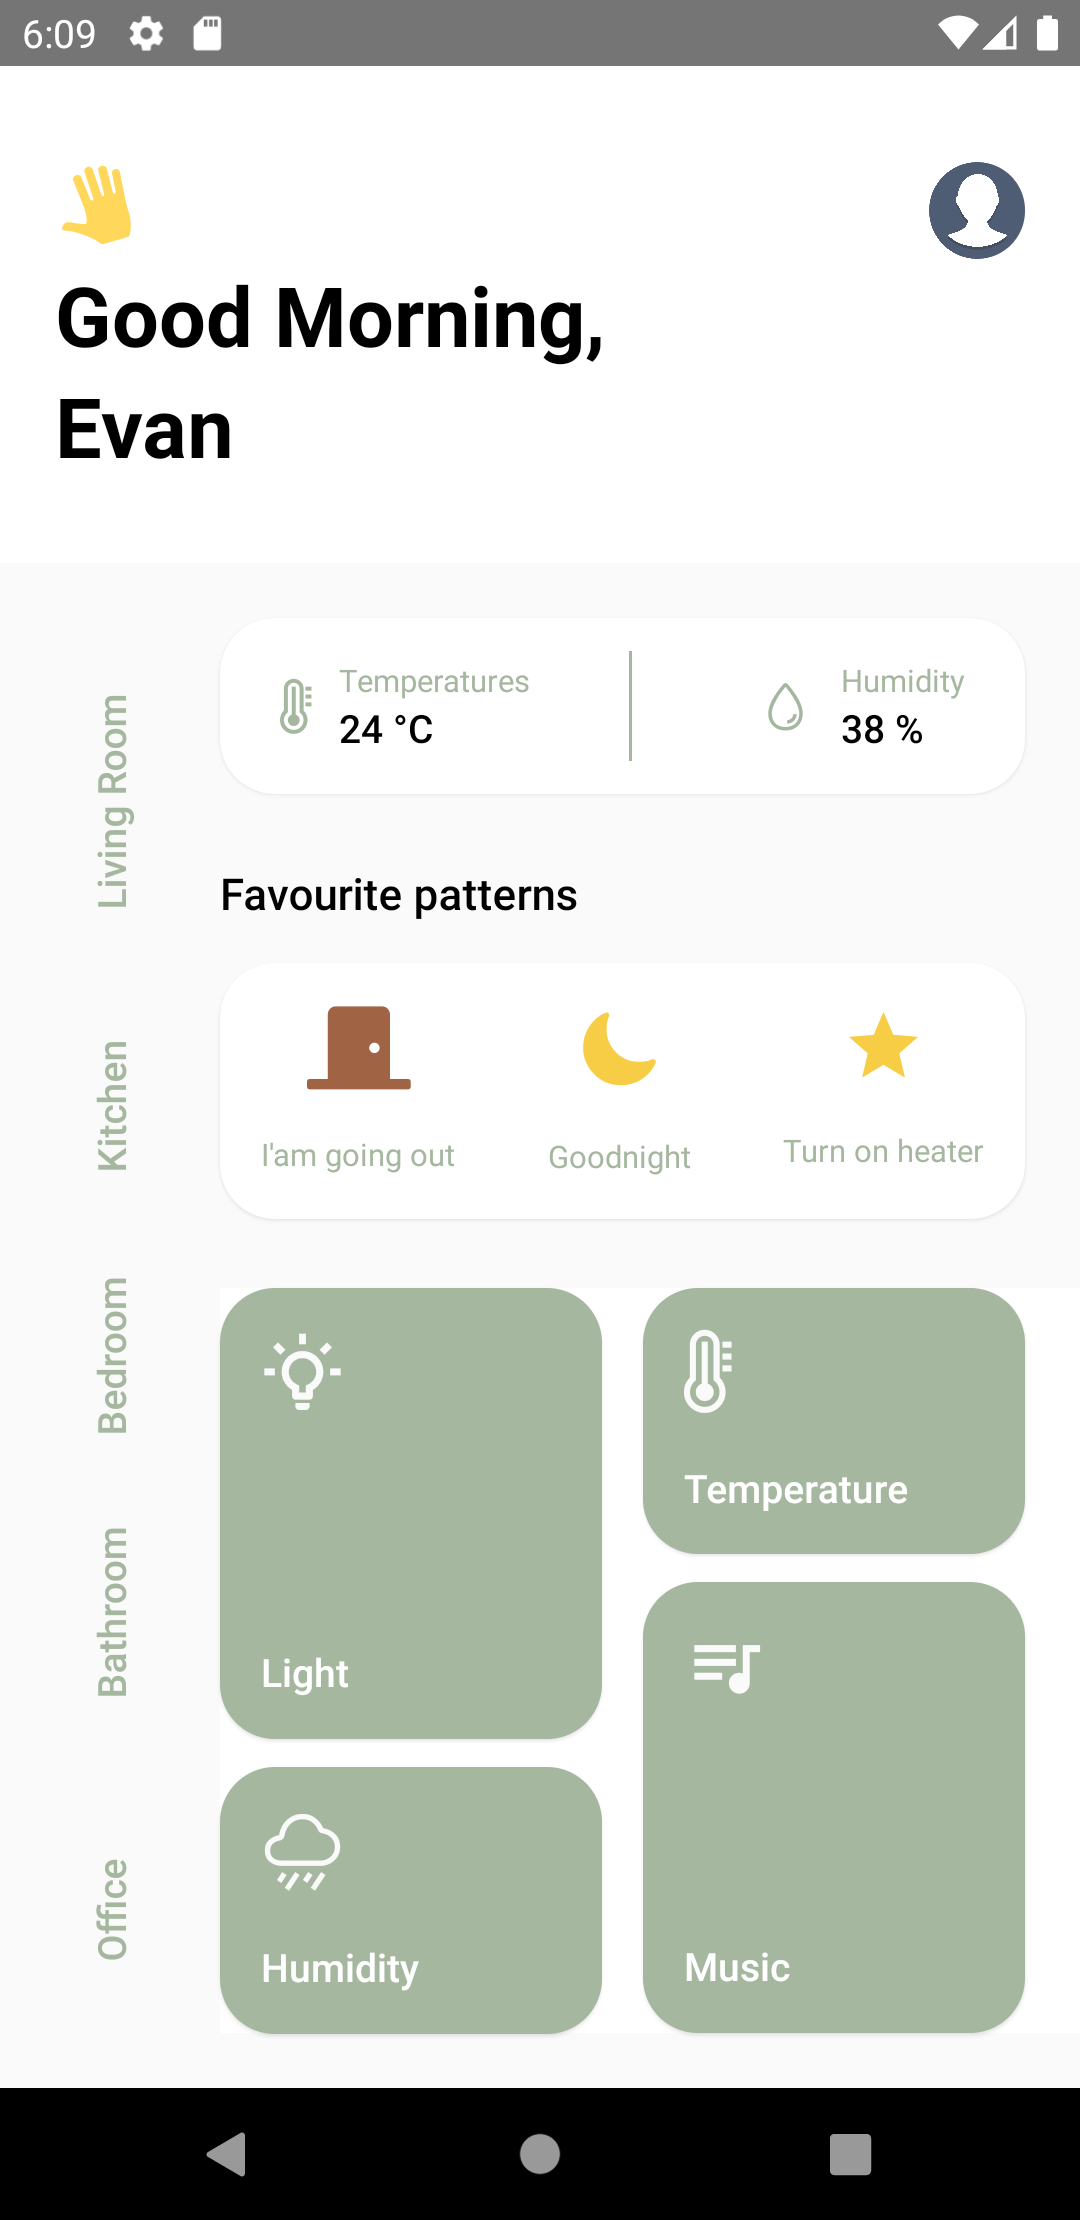 6:09
Good Morning,
Evan
Temperatures
24 °C
Humidity
38 %
Living Room
Kitchen
Bedroom
Bathroom
Office
Favourite patterns
I'am going out
Goodnight
Turn on heater
Light
Temperature
Humidity
Music